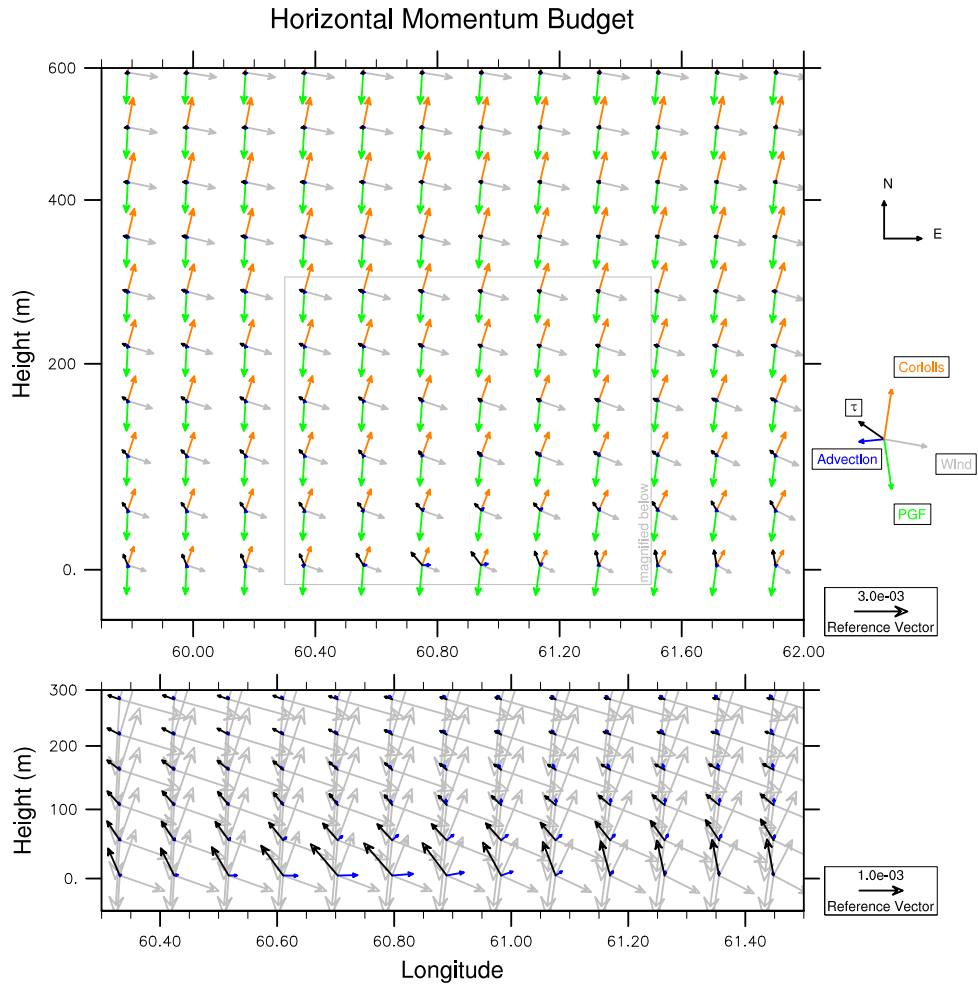 Horizontal Momentum Budget
600
400
200
0.
Height (m)
magnified below
60.00
60.40
60.80
61.20
61.60
62.00
N
E
Coriolis
τ
Advection
Wind
PGF
3.0e-03
Reference Vector
300
200
100
0.
Height (m)
60.40
60.60
60.80
61.00
61.20
61.40
Longitude
1.0e-03
Reference Vector